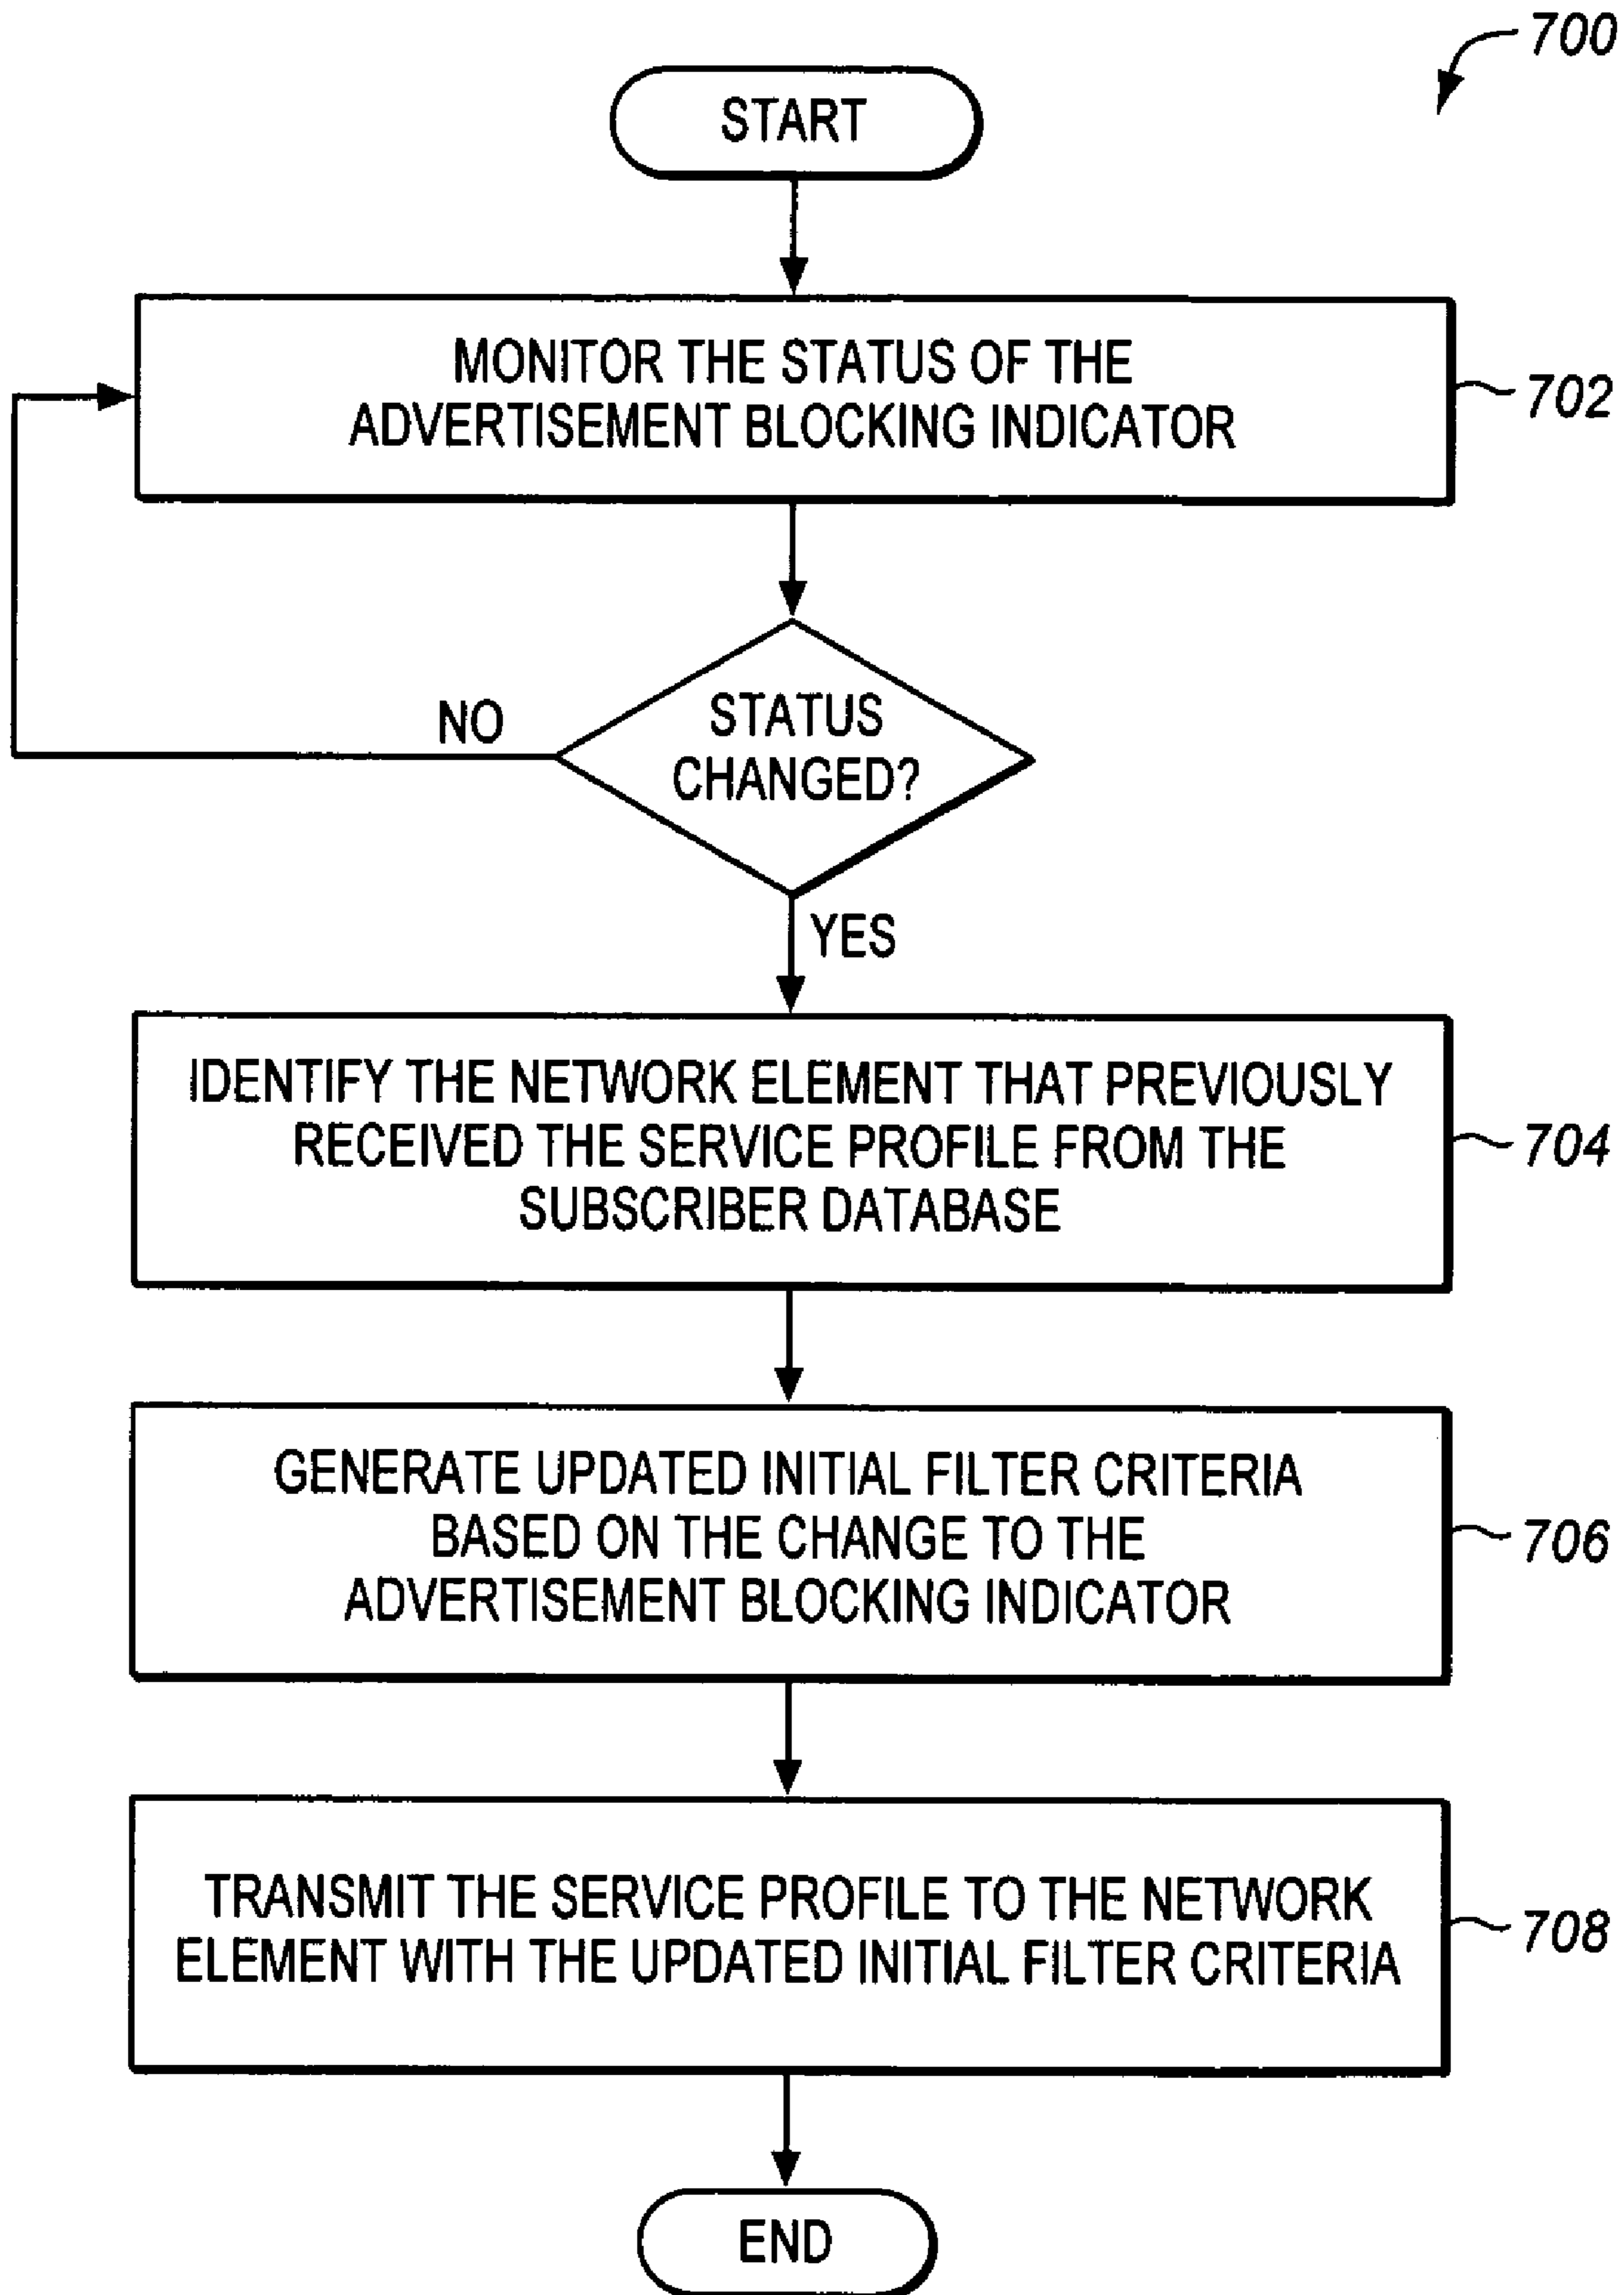 700
START
MONITOR THE STATUS OF THE
ADVERTISEMENT BLOCKING INDICATOR
702
STATUS
CHANGED?
NO
YES
IDENTIFY THE NETWORK ELEMENT THAT PREVIOUSLY
RECEIVED THE SERVICE PROFILE FROM THE
SUBSCRIBER DATABASE
704
GENERATE UPDATED INITIAL FILTER CRITERIA
BASED ON THE CHANGE TO THE
ADVERTISEMENT BLOCKING INDICATOR
706
TRANSMIT THE SERVICE PROFILE TO THE NETWORK
ELEMENT WITH THE UPDATED INITIAL FILTER CRITERIA
708
END